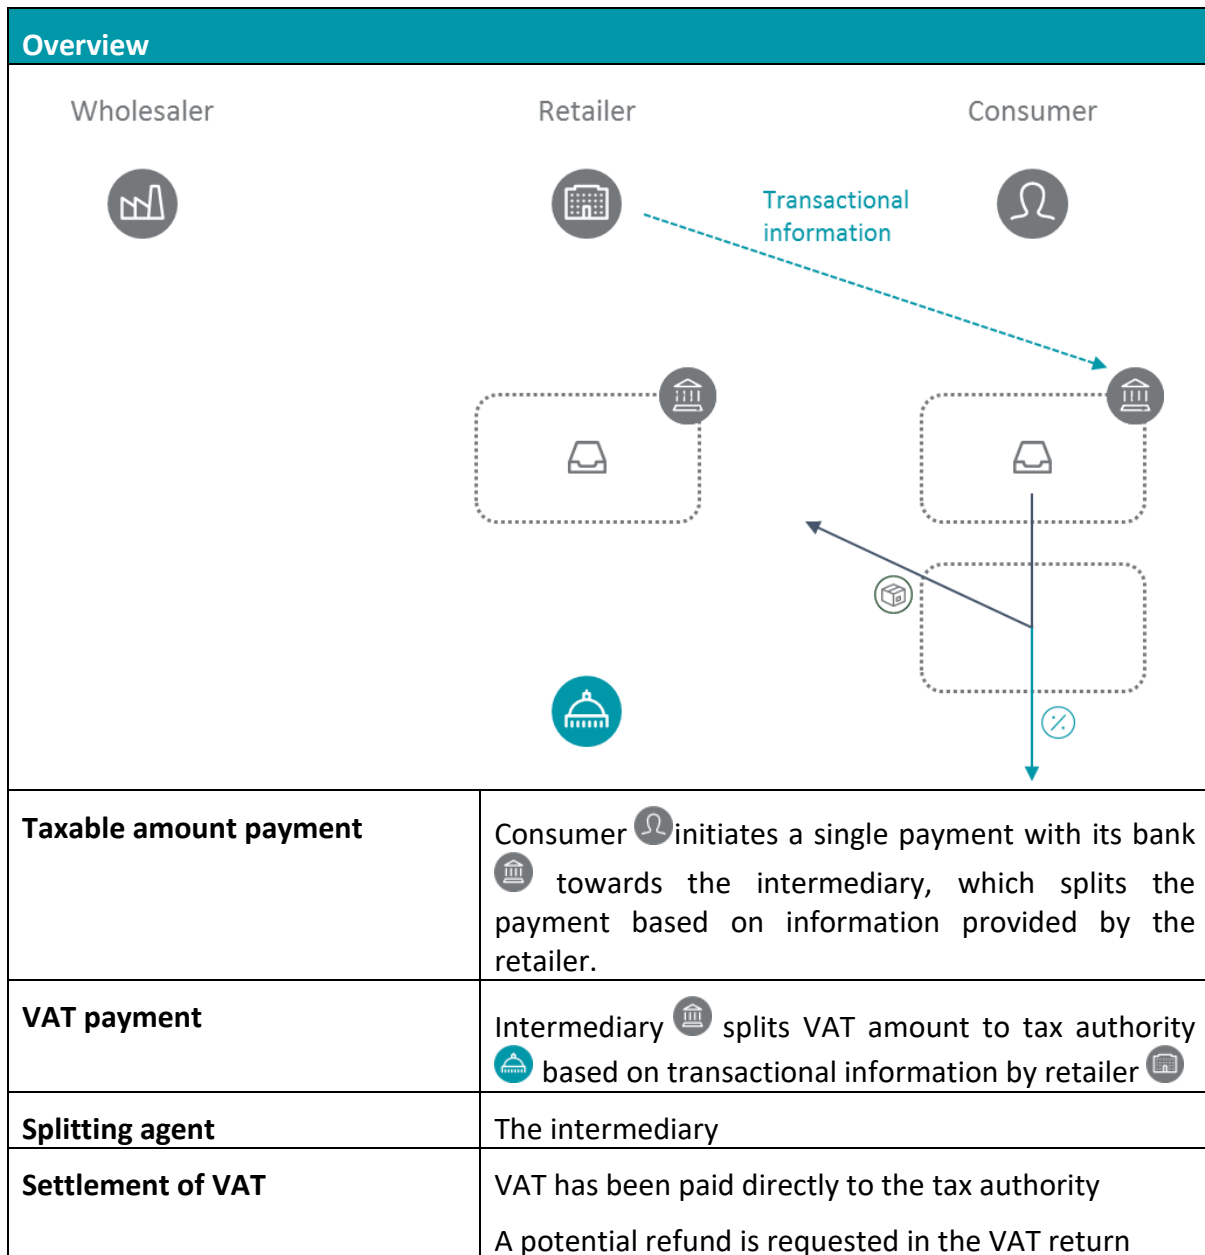 Overview
Wholesaler
Retailer
Consumer
Transactional
information
Taxable amount payment
Consumer initiates a single payment with its bank
towards the intermediary, which splits the
payment based on information provided by the
retailer.
VAT payment
Intermediary splits VAT amount to tax authority
based on transactional information by retailer
Splitting agent
The intermediary
Settlement of VAT
VAT has been paid directly to the tax authority
A potential refund is requested in the VAT return